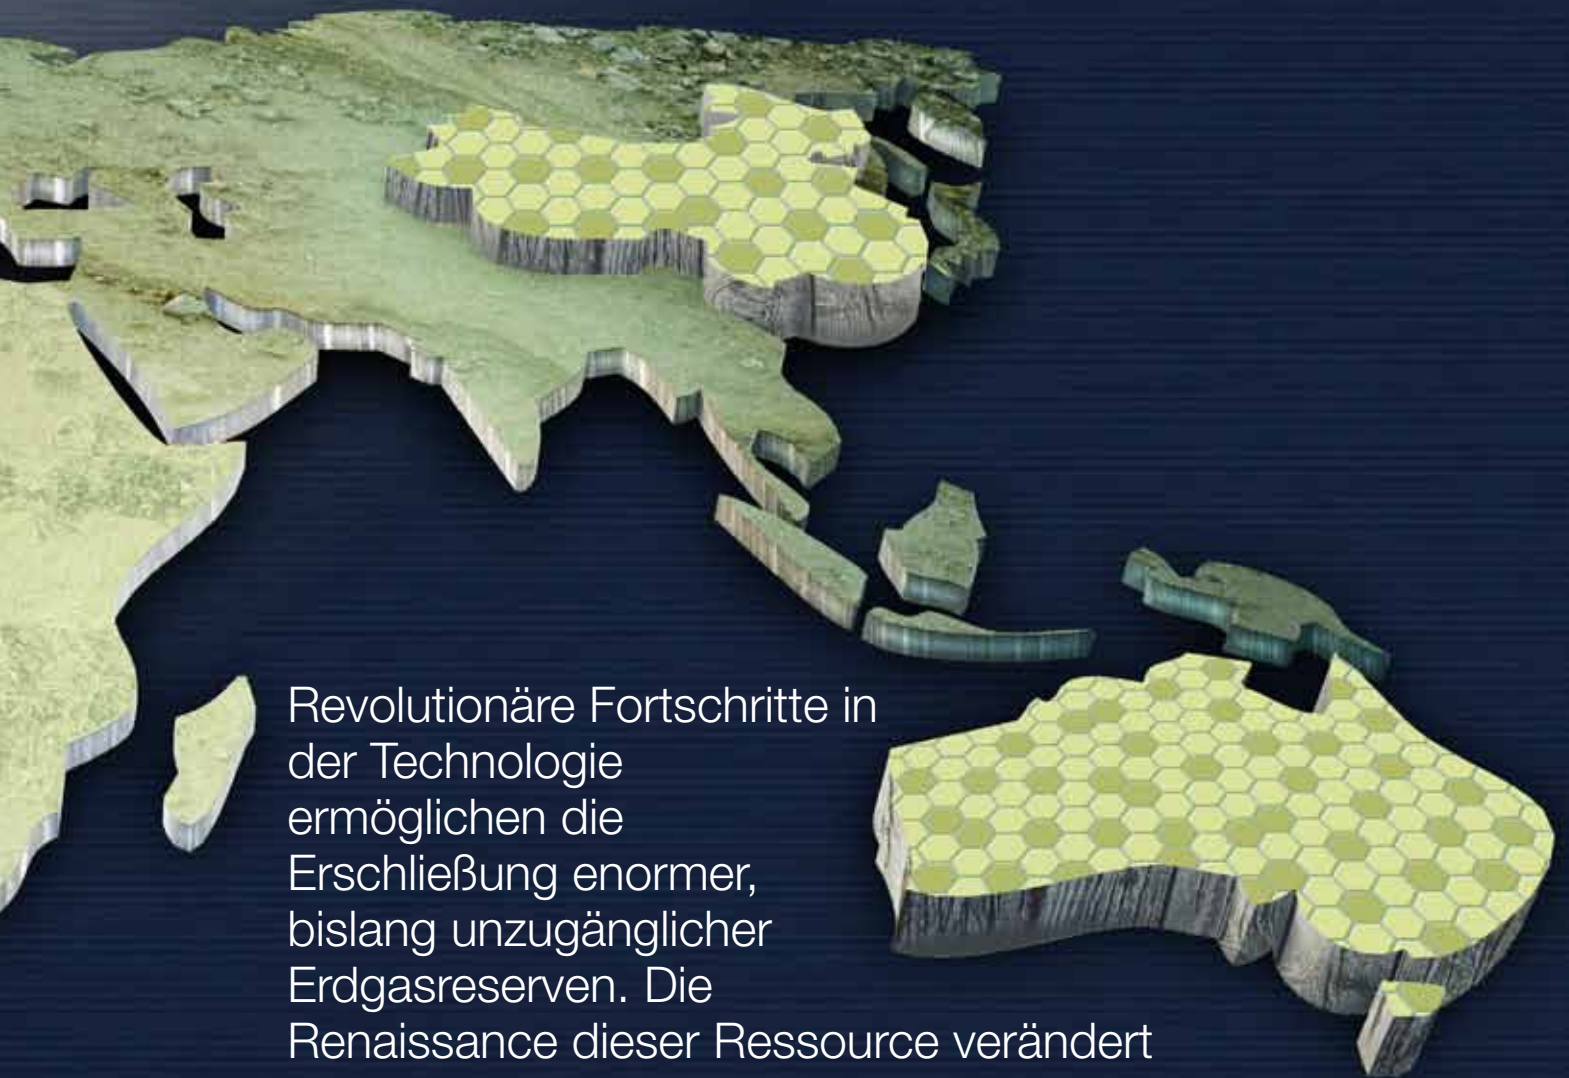 Revolutionäre Fortschritte in
der Technologie
ermöglichen die
Erschließung enormer,
bislang unzugänglicher
Erdgasreserven. Die
Renaissance dieser Ressource verändert